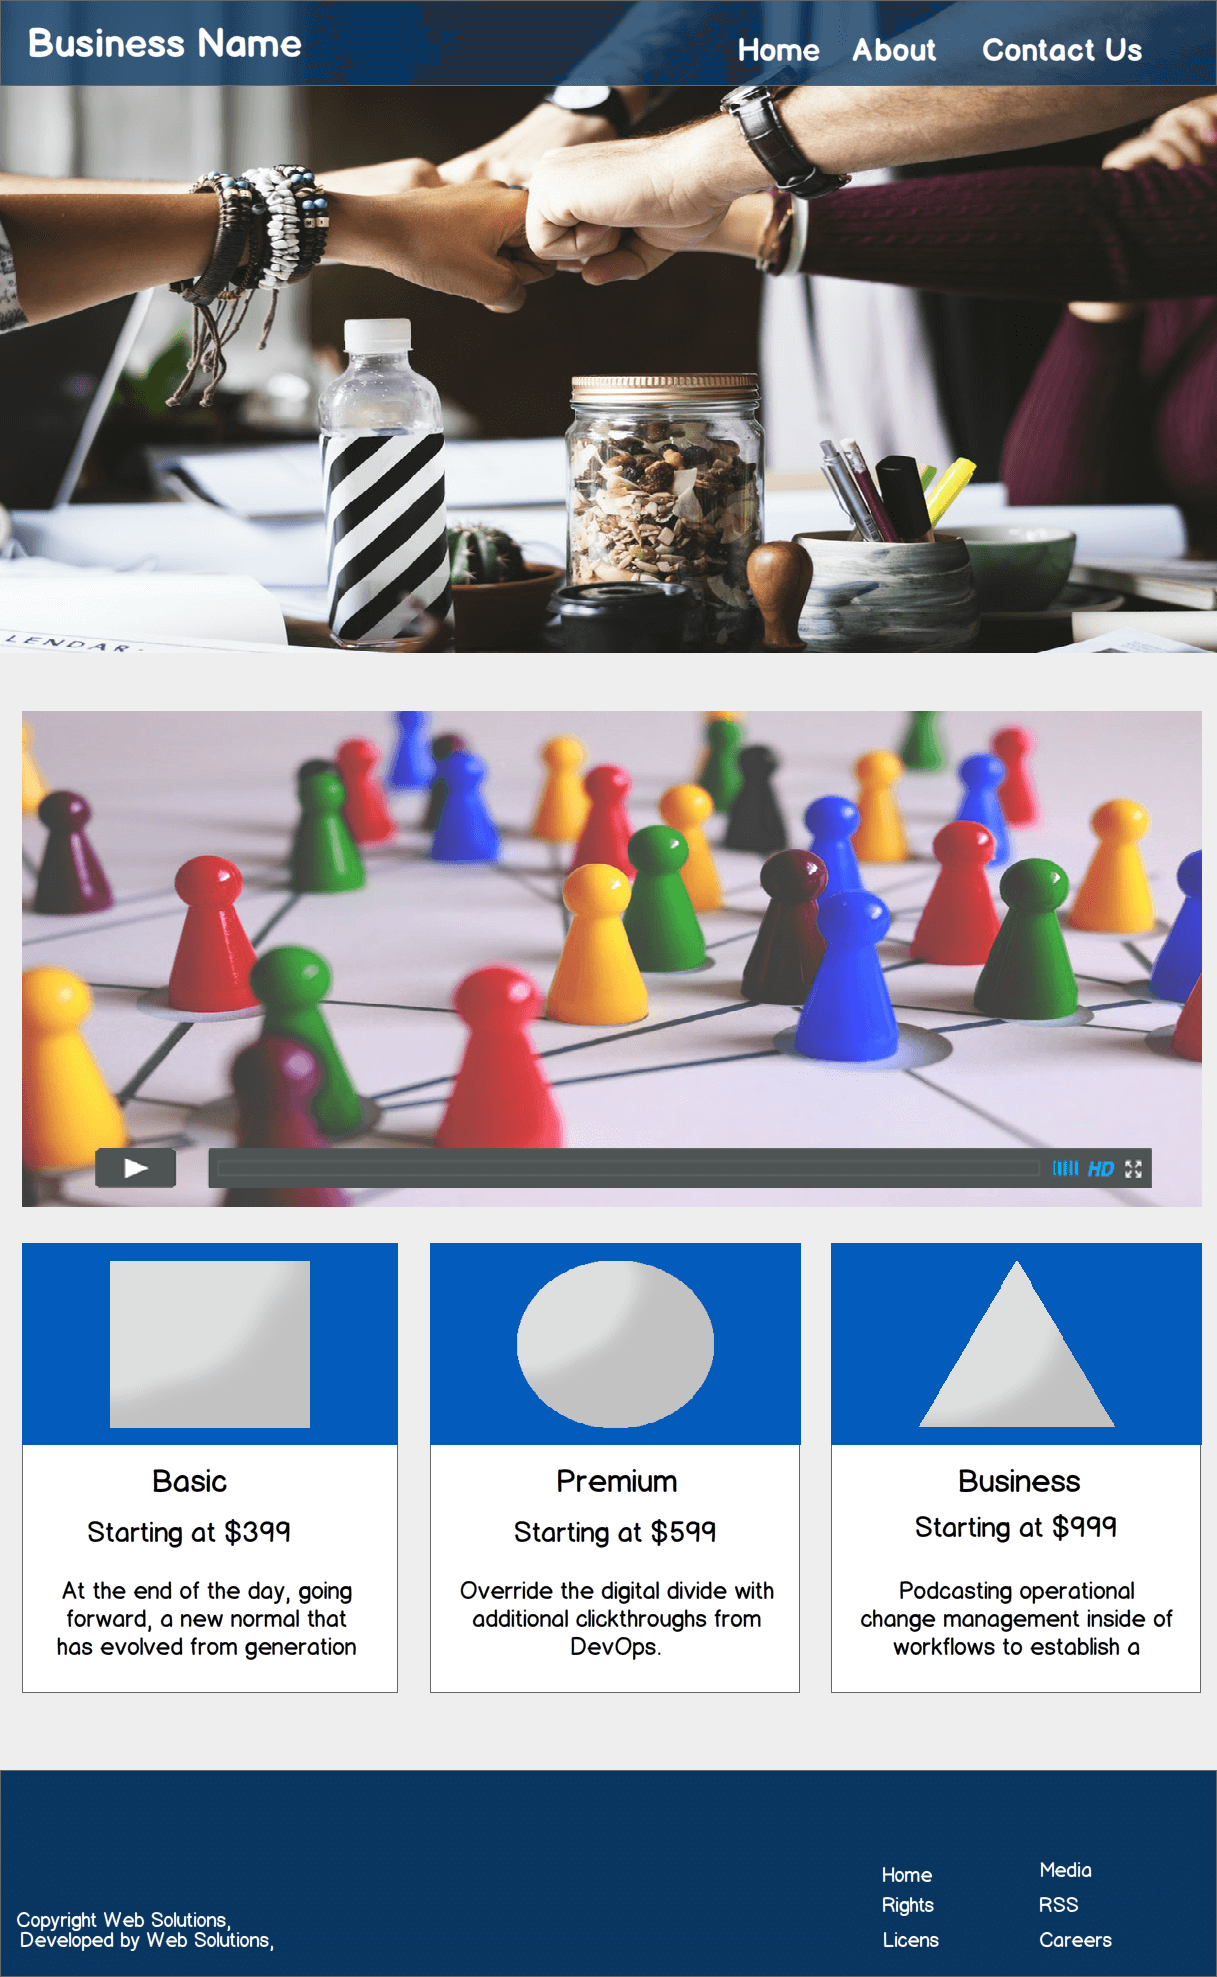 Business Name
Home About Contact Us
LENDAR
HD
Basic
Starting at $399
At the end of the day, going
forward, a new normal that
has evolved from generation
Premium
Starting at $599
Override the digital divide with
additional clickthroughs from
DevOps.
Business
Starting at $999
Podcasting operational
change management inside of
workflows to establish a
Copyright Web Solutions,
Developed by Web Solutions,
Home
Rights
Licens
Media
RSS
Careers